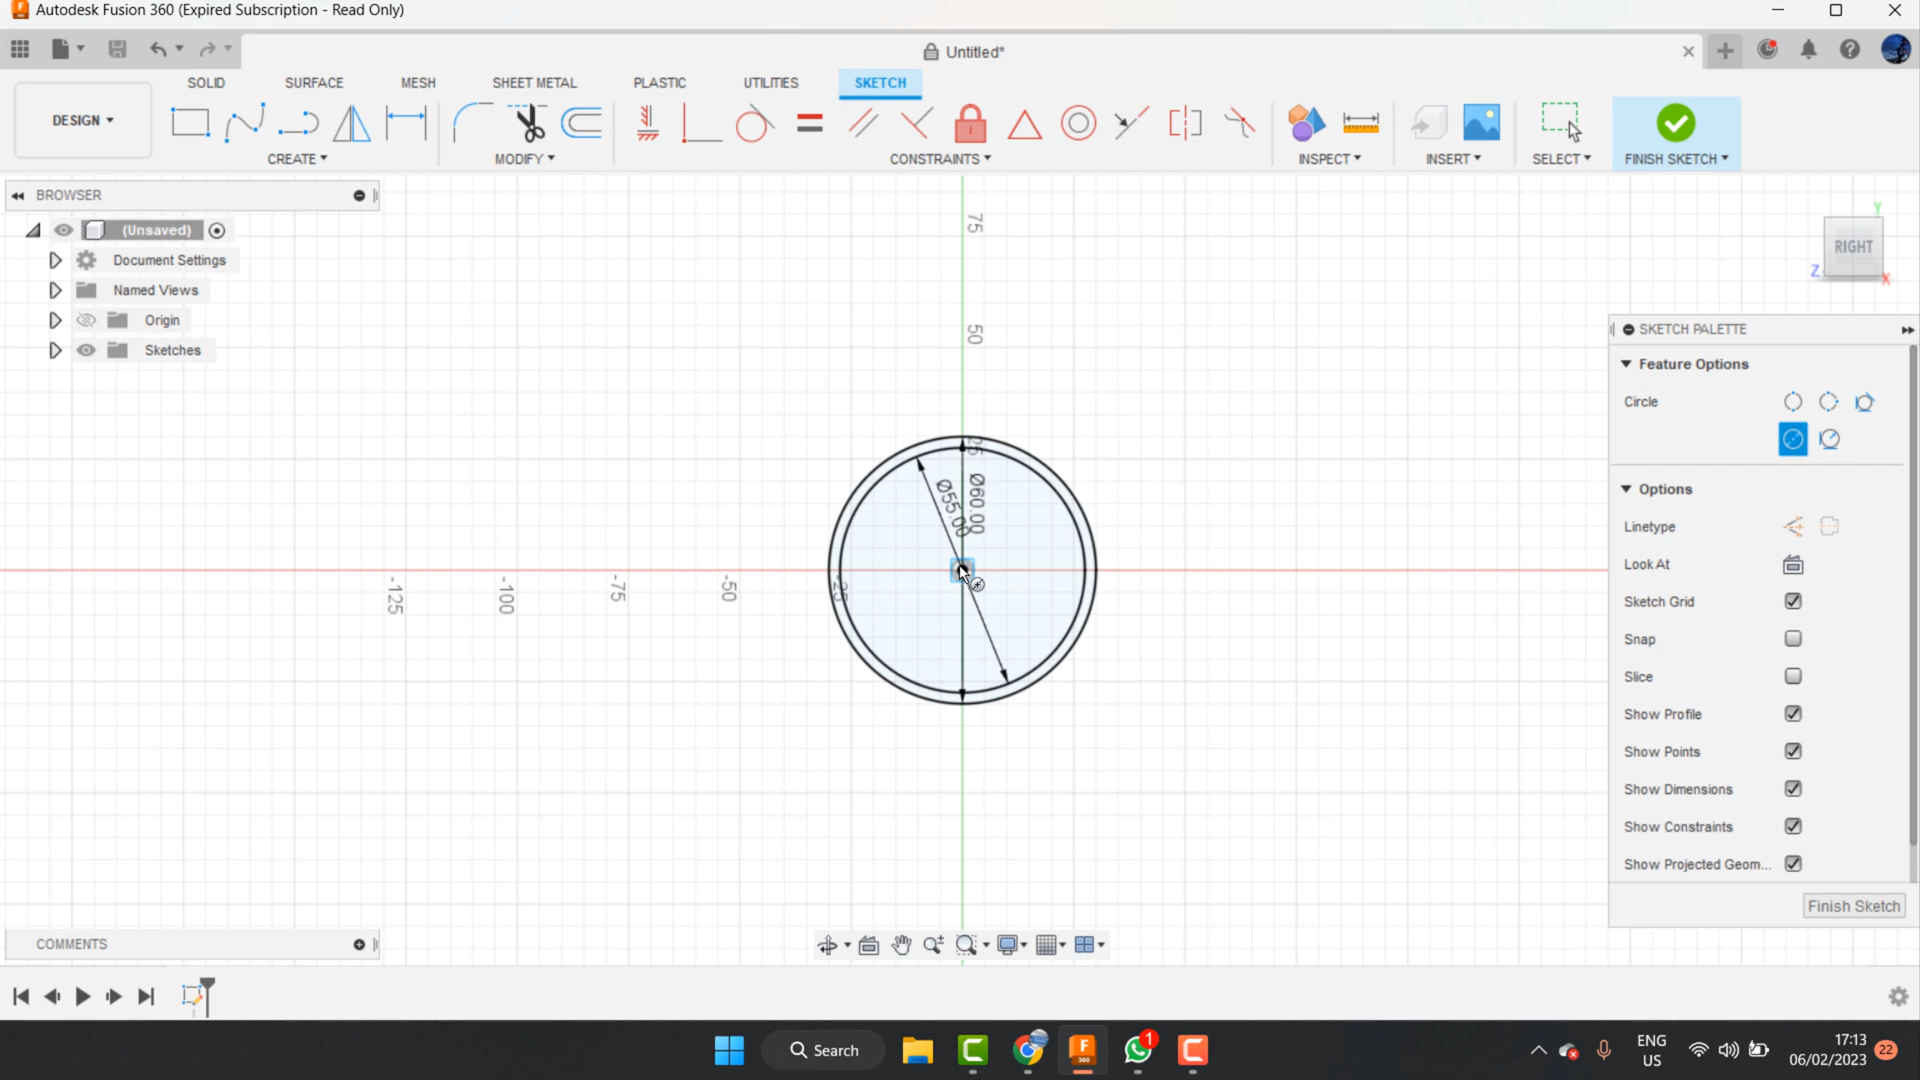 Autodesk Fusion 360 (Expired Subscription - Read Only)
Untitled*
SOLID SURFACE MESH SHEET METAL PLASTIC UTILITIES SKETCH
DESIGN
CREATE MODIFY CONSTRAINTS INSPECT INSERT SELECT FINISH SKETCH
BROWSER
(Unsaved)
Document Settings
Named Views
Origin
Sketches
75
50
25
Ø55.00
Ø60.00
-125
-100
-75
-50
-25
Y
RIGHT
Z
X
SKETCH PALETTE
Feature Options
Circle
Options
Linetype
Look At
Sketch Grid
Snap
Slice
Show Profile
Show Points
Show Dimensions
Show Constraints
Show Projected Geom...
Finish Sketch
COMMENTS
Search
F
360
1
ENG
US
17:13
06/02/2023
22